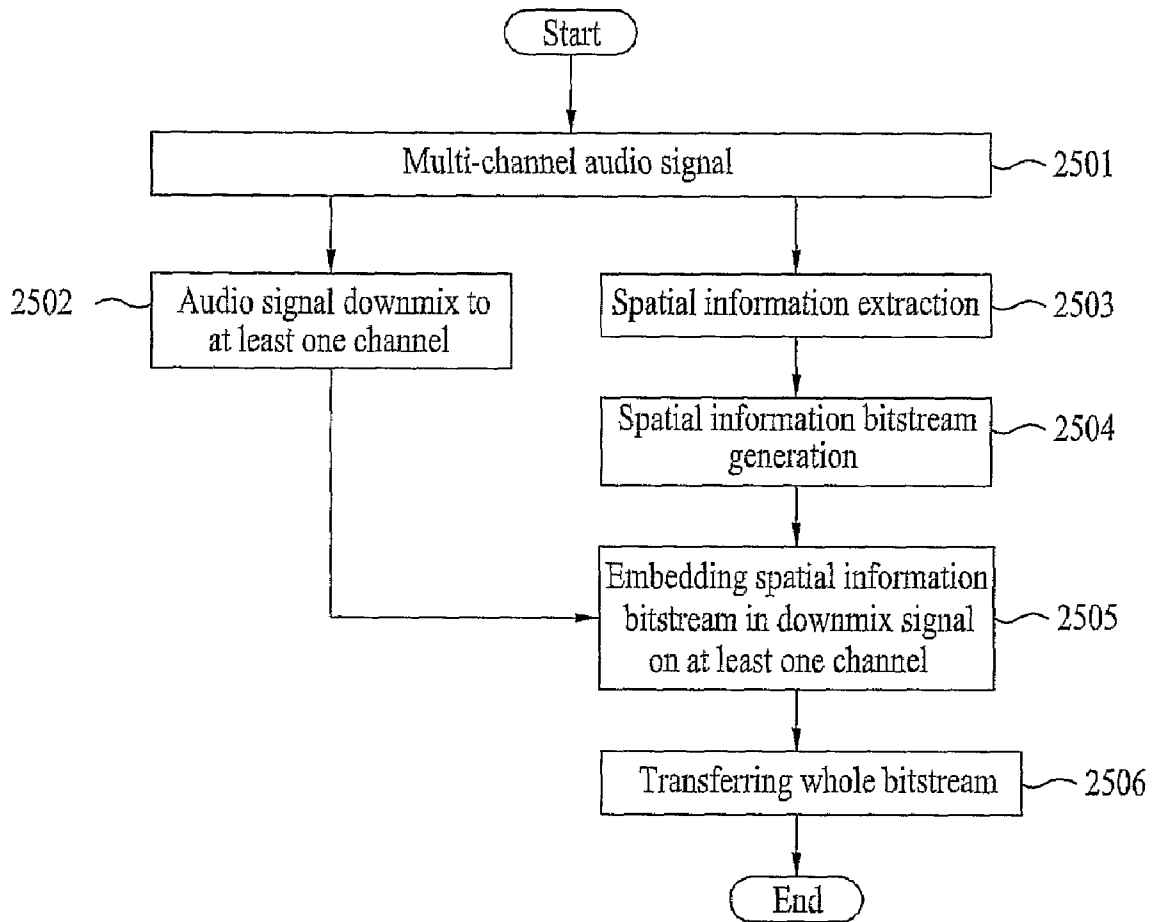 Start
Multi-channel audio signal
2501
2502
Audio signal downmix to
at least one channel
Spatial information extraction
2503
Spatial information bitstream
generation
2504
Embedding spatial information
bitstream in downmix signal
on at least one channel
2505
Transferring whole bitstream
2506
End